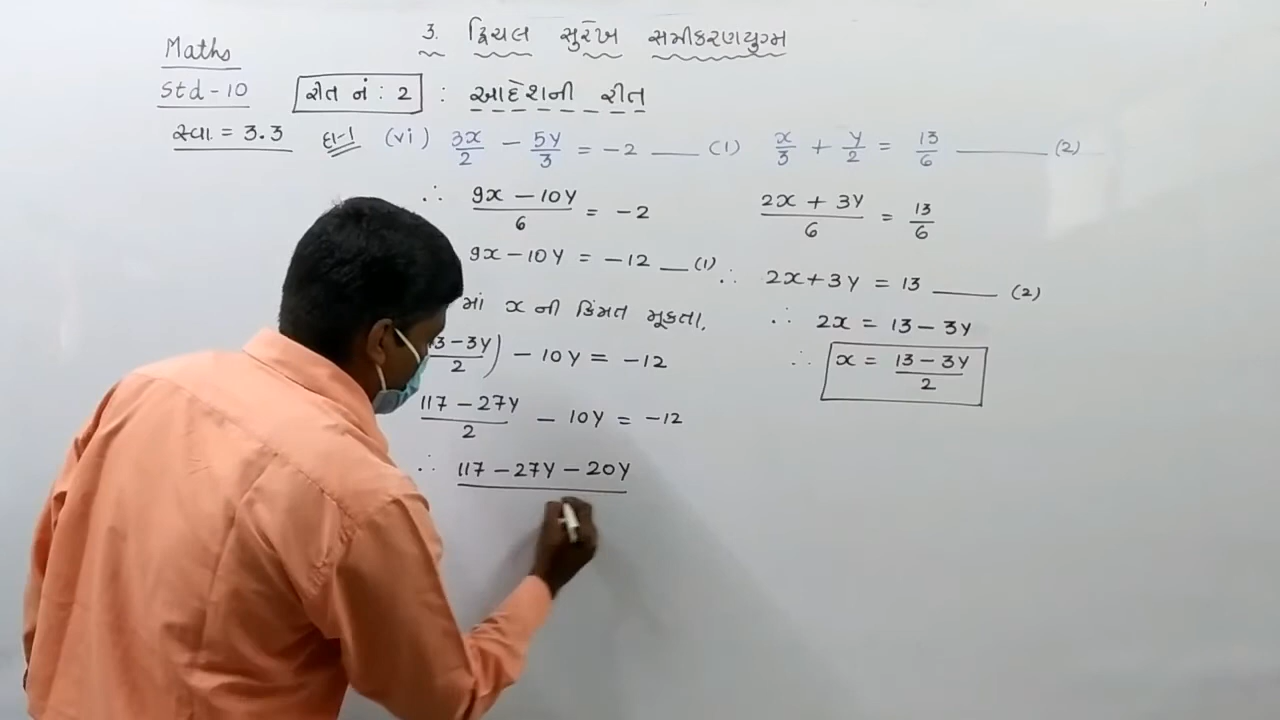 3. દ્વિચલ સુરેખ સમીકરણયુગ્મ
Maths
Std - 10
રીત નં : 2 : આદેશની રીત
સ્વા = 3.3 દા-1 (vi) 3x/2 - 5y/3 = -2 ___ (1) x/3 + y/2 = 13/6 ___ (2)
∴ 9x - 10y/6 = -2
9x - 10y = -12 __ (1)
માં x ની કિંમત મૂકતા.
3 - 3y/2) - 10y = -12
117 - 27y/2 - 10y = -12
∴ 117 - 27y - 20y
2x + 3y/6 = 13/6
∴ 2x + 3y = 13 ___ (2)
∴ 2x = 13 - 3y
∴ x = 13 - 3y/2